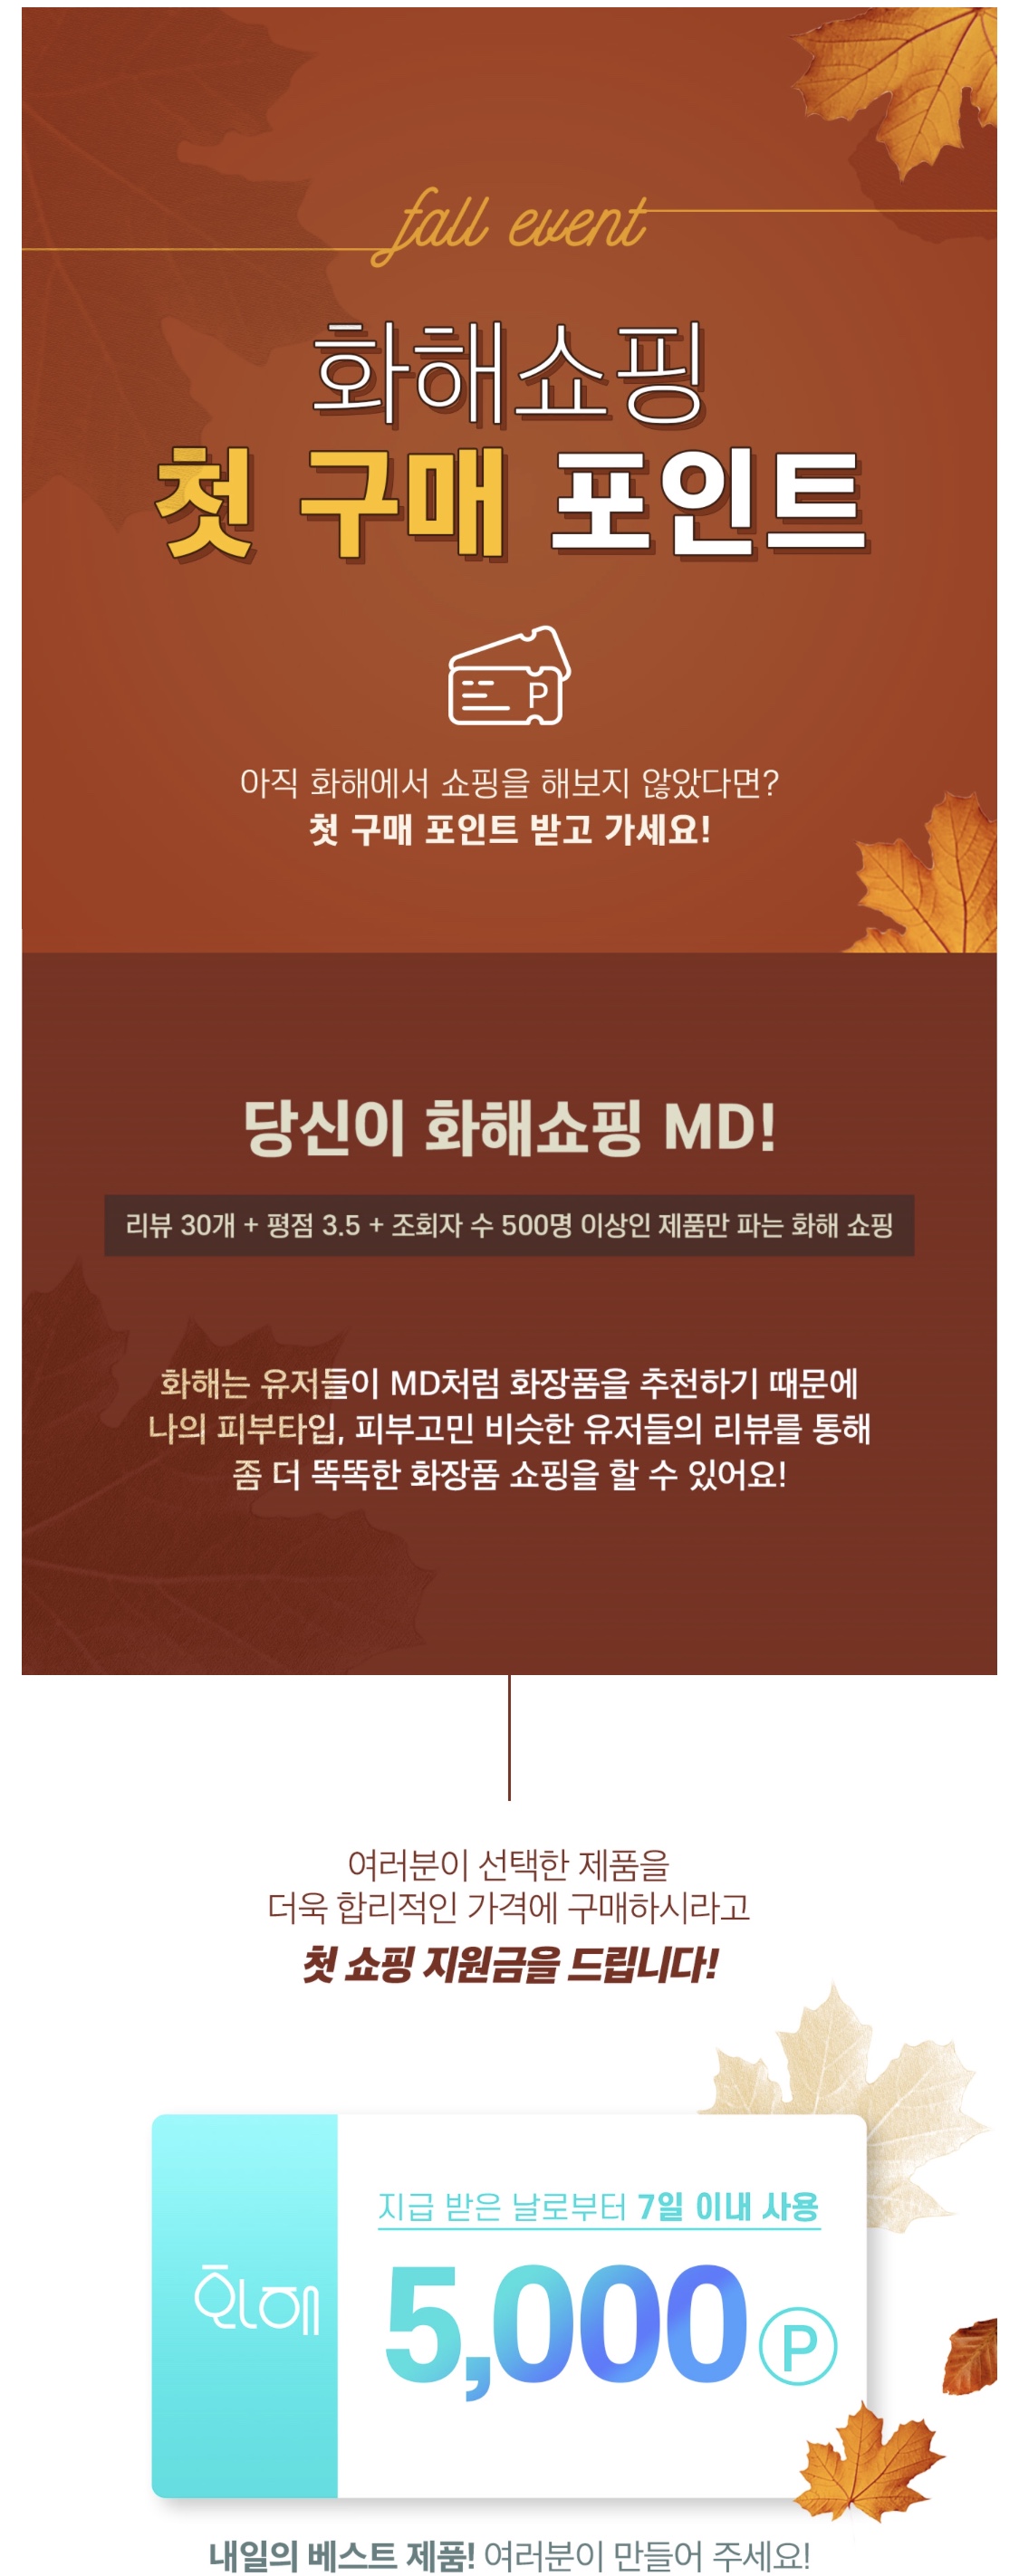 fall event
화해쇼핑
첫 구매 포인트
P
아직 화해에서 쇼핑을 해보지 않았다면?
첫 구매 포인트 받고 가세요!
당신이 화해쇼핑 MD!
리뷰 30개 + 평점 3.5 + 조회자 수 500명 이상인 제품만 파는 화해 쇼핑
화해는 유저들이 MD처럼 화장품을 추천하기 때문에
나의 피부타입, 피부고민 비슷한 유저들의 리뷰를 통해
좀 더 똑똑한 화장품 쇼핑을 할 수 있어요!
여러분이 선택한 제품을
더욱 합리적인 가격에 구매하시라고
첫 쇼핑 지원금을 드립니다!
지급 받은 날로부터 7일 이내 사용
화해
5,000 P
내일의 베스트 제품! 여러분이 만들어 주세요!